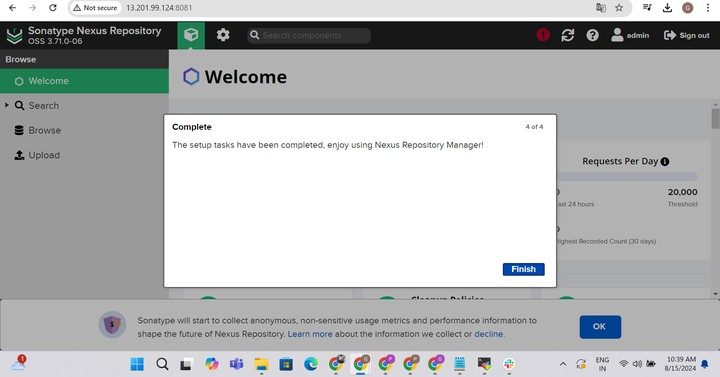 Not secure 13.201.99.124:8081
G
Sonatype Nexus Repository
OSS 3.71.0-06
Search components
admin
Sign out
Browse
Welcome
Search
Browse
Upload
Welcome
Complete
4 of 4
The setup tasks have been completed, enjoy using Nexus Repository Manager!
Finish
Requests Per Day
20,000
ast 24 hours
Threshold
ighest Recorded Count (30 days)
Cleanup Policies
Sonatype will start to collect anonymous, non-sensitive usage metrics and performance information to
shape the future of Nexus Repository. Learn more about the information we collect or decline.
OK
1
ENG
IN
10:39 AM
8/15/2024